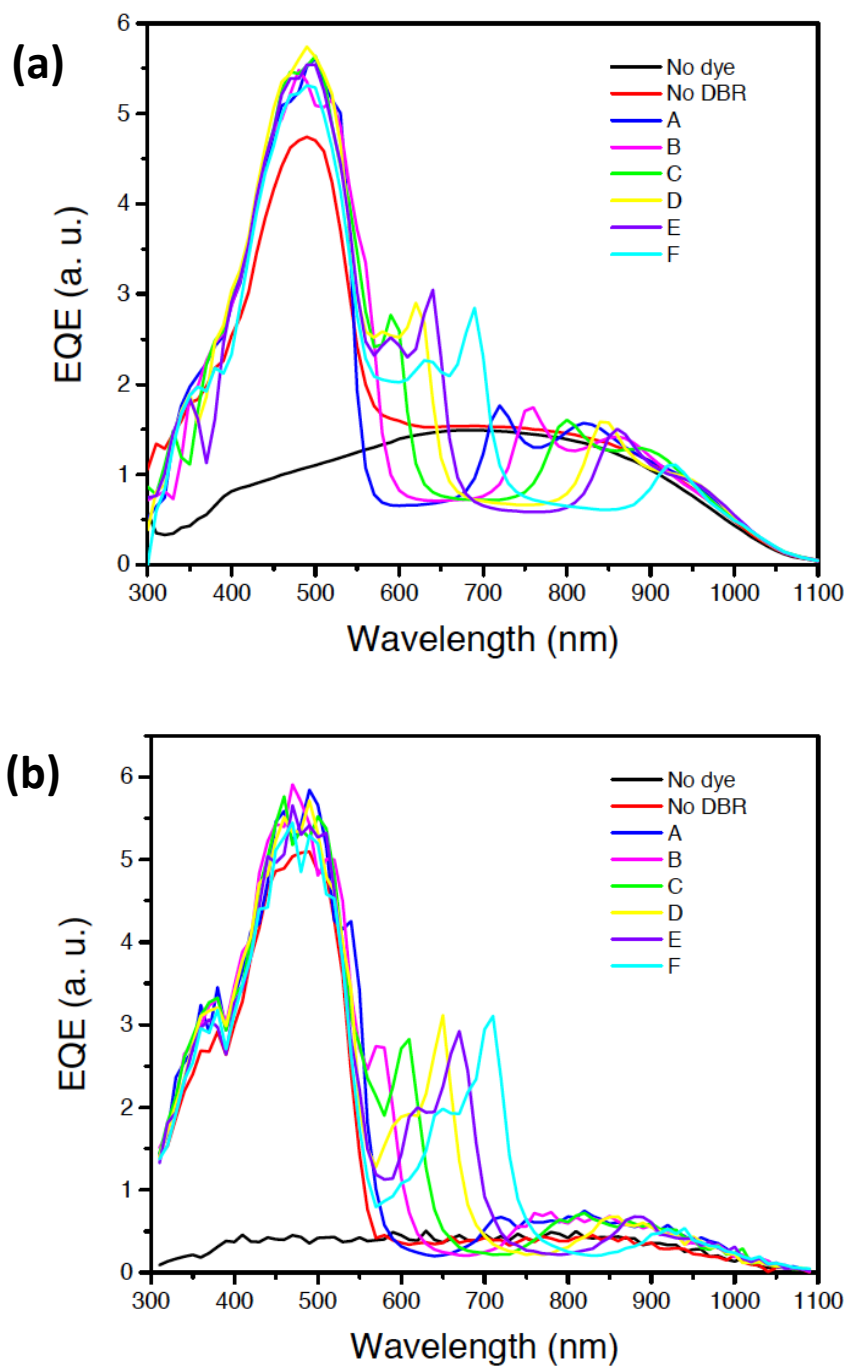 (a)
EQE (a. u.)
6
5
4
3
2
1
0
No dye
No DBR
A
B
C
D
E
F
300 400 500 600 700 800 900 1000 1100
Wavelength (nm)
(b)
EQE (a. u.)
6
5
4
3
2
1
0
No dye
No DBR
A
B
C
D
E
F
300 400 500 600 700 800 900 1000 1100
Wavelength (nm)